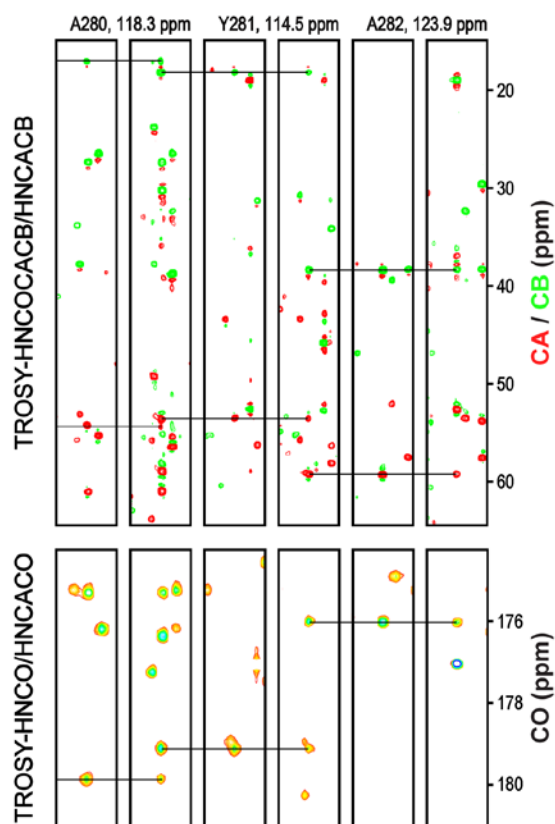 A280, 118.3 ppm
Y281, 114.5 ppm
A282, 123.9 ppm
TROSY-HNCOCACB/HNCACB
20
30
40
50
60
CA / CB (ppm)
TROSY-HNCO/HNCACO
176
178
180
CO (ppm)